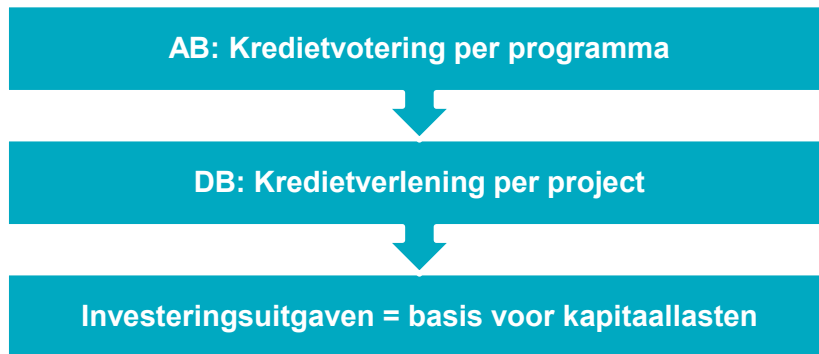 AB: Kredietvotering per programma
DB: Kredietverlening per project
Investeringsuitgaven = basis voor kapitaallasten